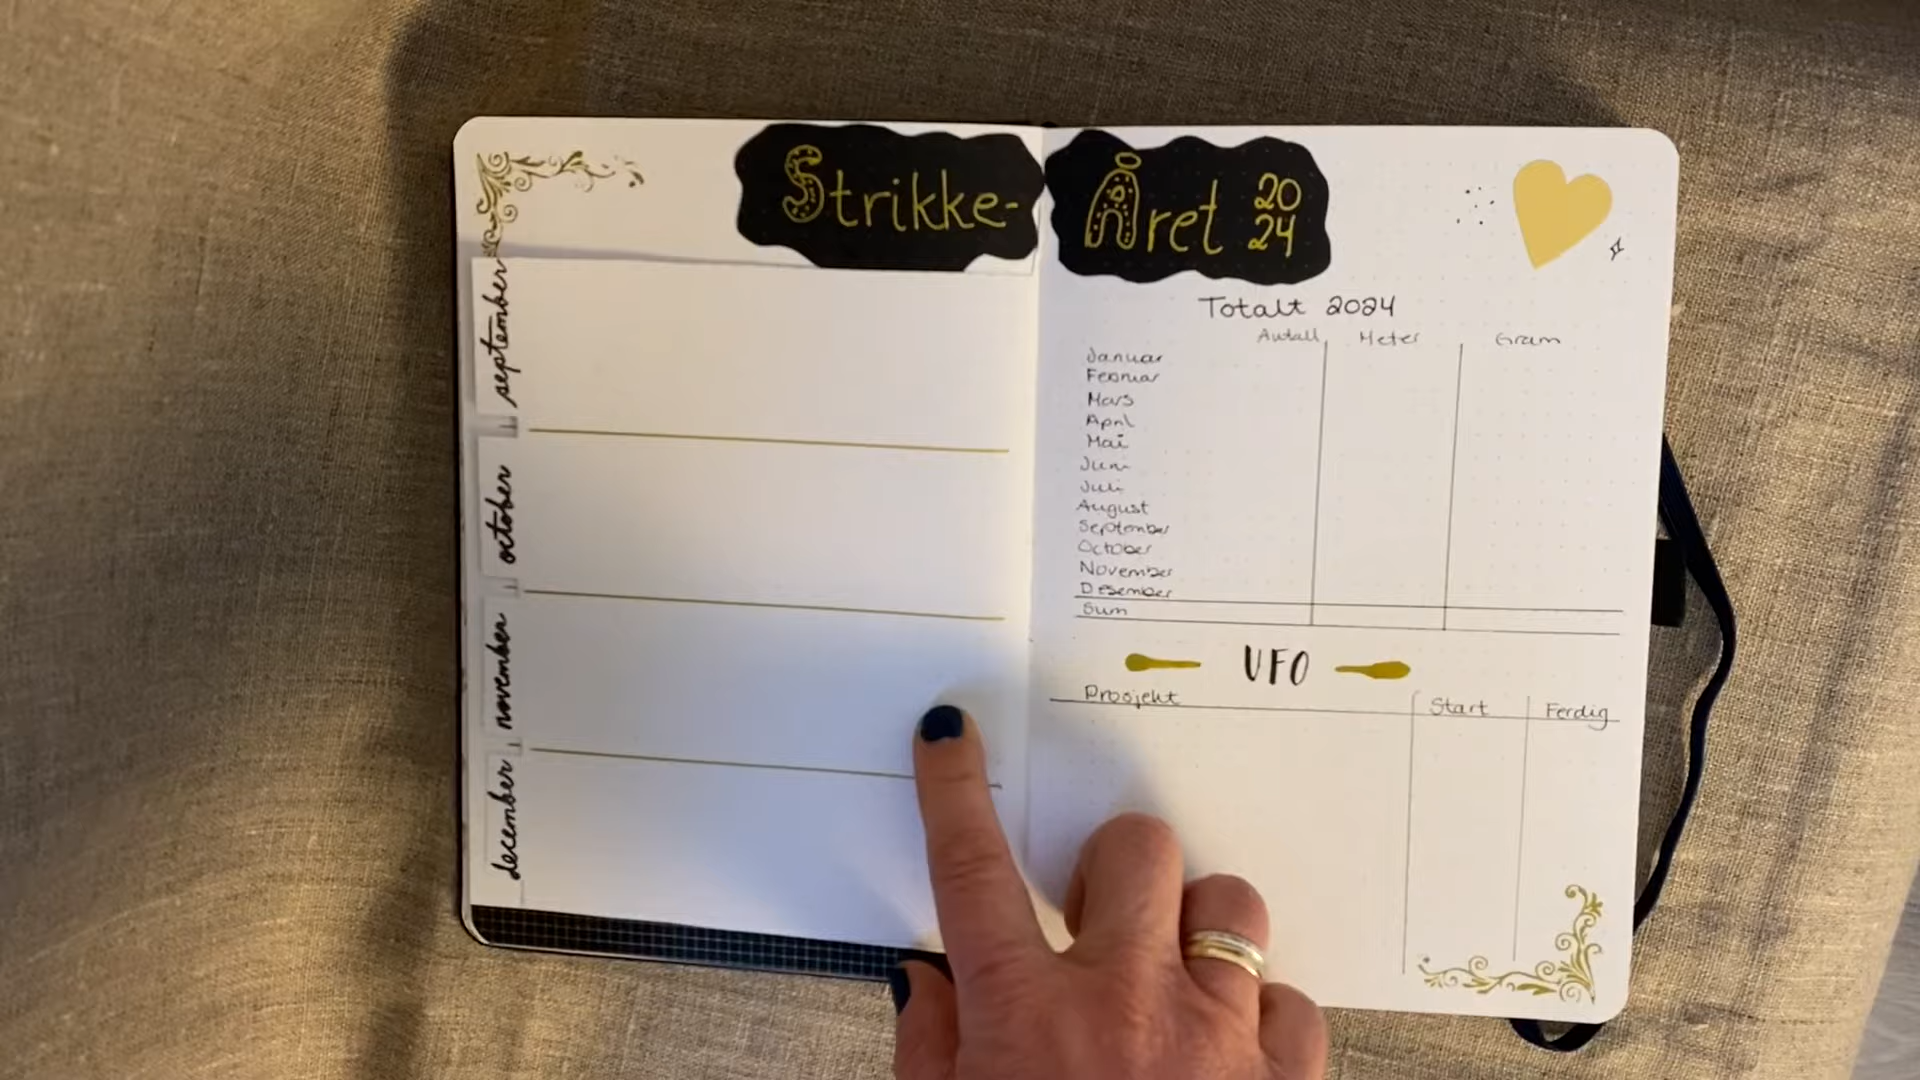 Strikke-
september
october
november
december
Året 2024
Totalt 2024
Antall Meter Gram
Januar
Februar
Mars
April
Mai
Juni
Juli
August
September
October
November
Desember
Sum
UFO
Prosjekt Start Ferdig